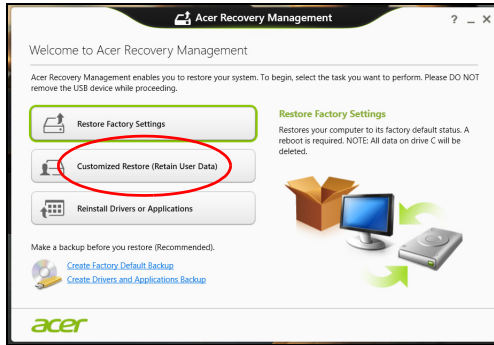 Acer Recovery Management
? _ ×
Welcome to Acer Recovery Management
Acer Recovery Management enables you to restore your system. To begin, select the task you want to perform. Please DO NOT
remove the USB device while proceeding.
Restore Factory Settings
Customized Restore (Retain User Data)
Reinstall Drivers or Applications
Restore Factory Settings
Restores your computer to its factory default status. A
reboot is required. NOTE: All data on drive C will be
deleted.
Make a backup before you restore (Recommended).
Create Factory Default Backup
Create Drivers and Applications Backup
acer